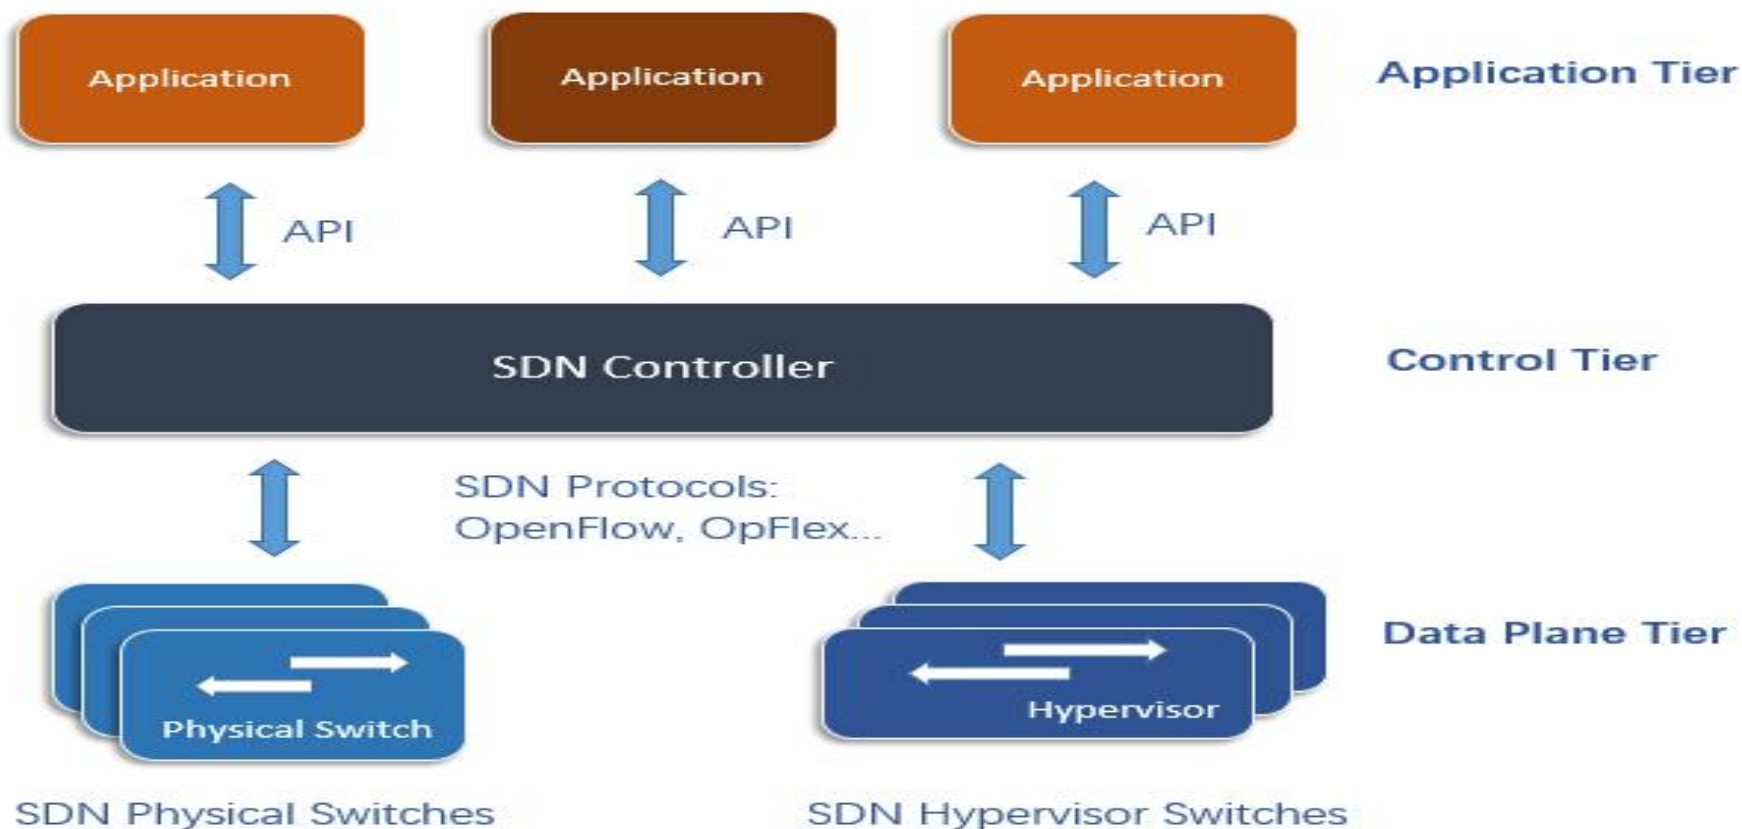 Application
Application
Application
Application Tier
API
API
API
SDN Controller
Control Tier
SDN Protocols:
OpenFlow, OpFlex...
Data Plane Tier
Physical Switch
Hypervisor
SDN Physical Switches
SDN Hypervisor Switches